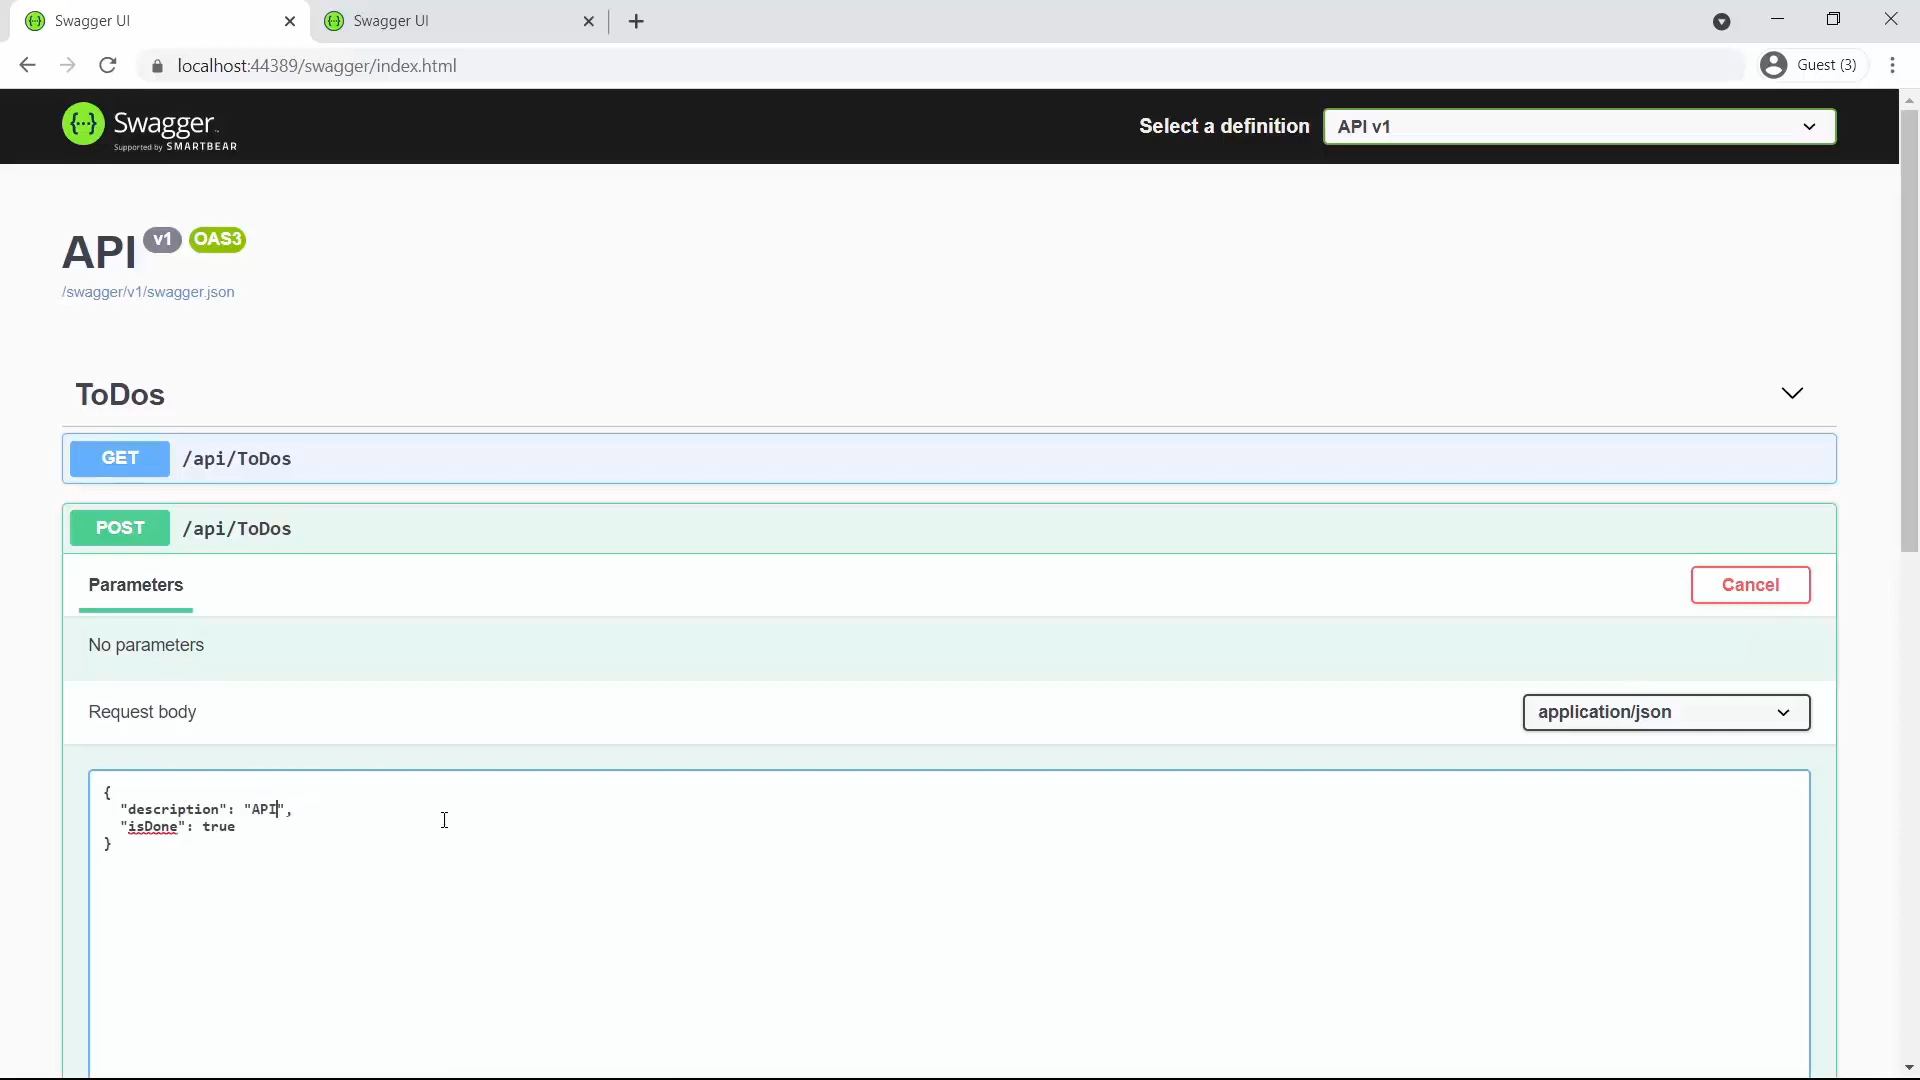 Swagger UI
Swagger UI
localhost:44389/swagger/index.html
Guest (3)
{...} Swagger
Supported by SMARTBEAR
Select a definition
API v1
API v1 OAS3
/swagger/v1/swagger.json
ToDos
GET /api/ToDos
POST /api/ToDos
Parameters
Cancel
No parameters
Request body
application/json
{
"description": "API",
"isDone": true
}